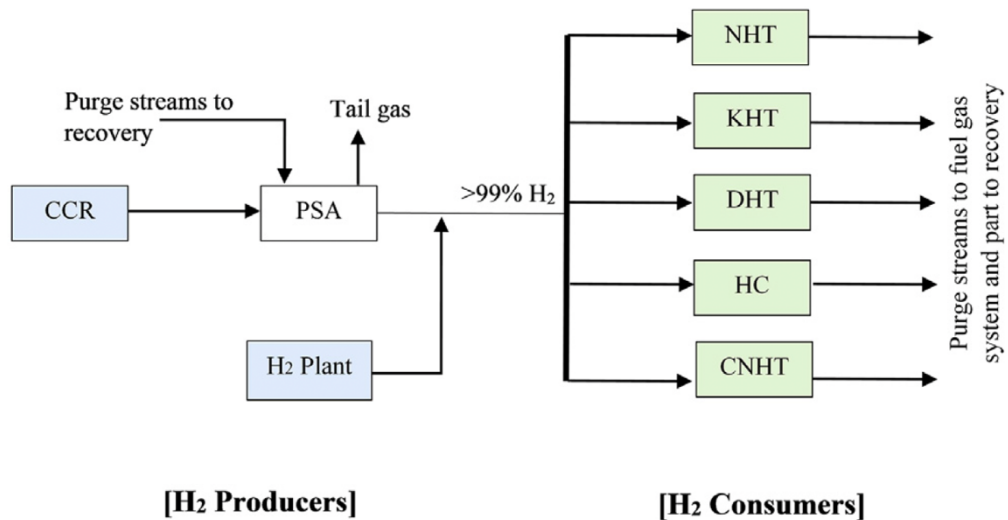 Purge streams to
recovery
Tail gas
CCR
PSA
>99% H₂
H₂ Plant
NHT
KHT
DHT
HC
CNHT
Purge streams to fuel gas
system and part to recovery
[H₂ Producers]
[H₂ Consumers]